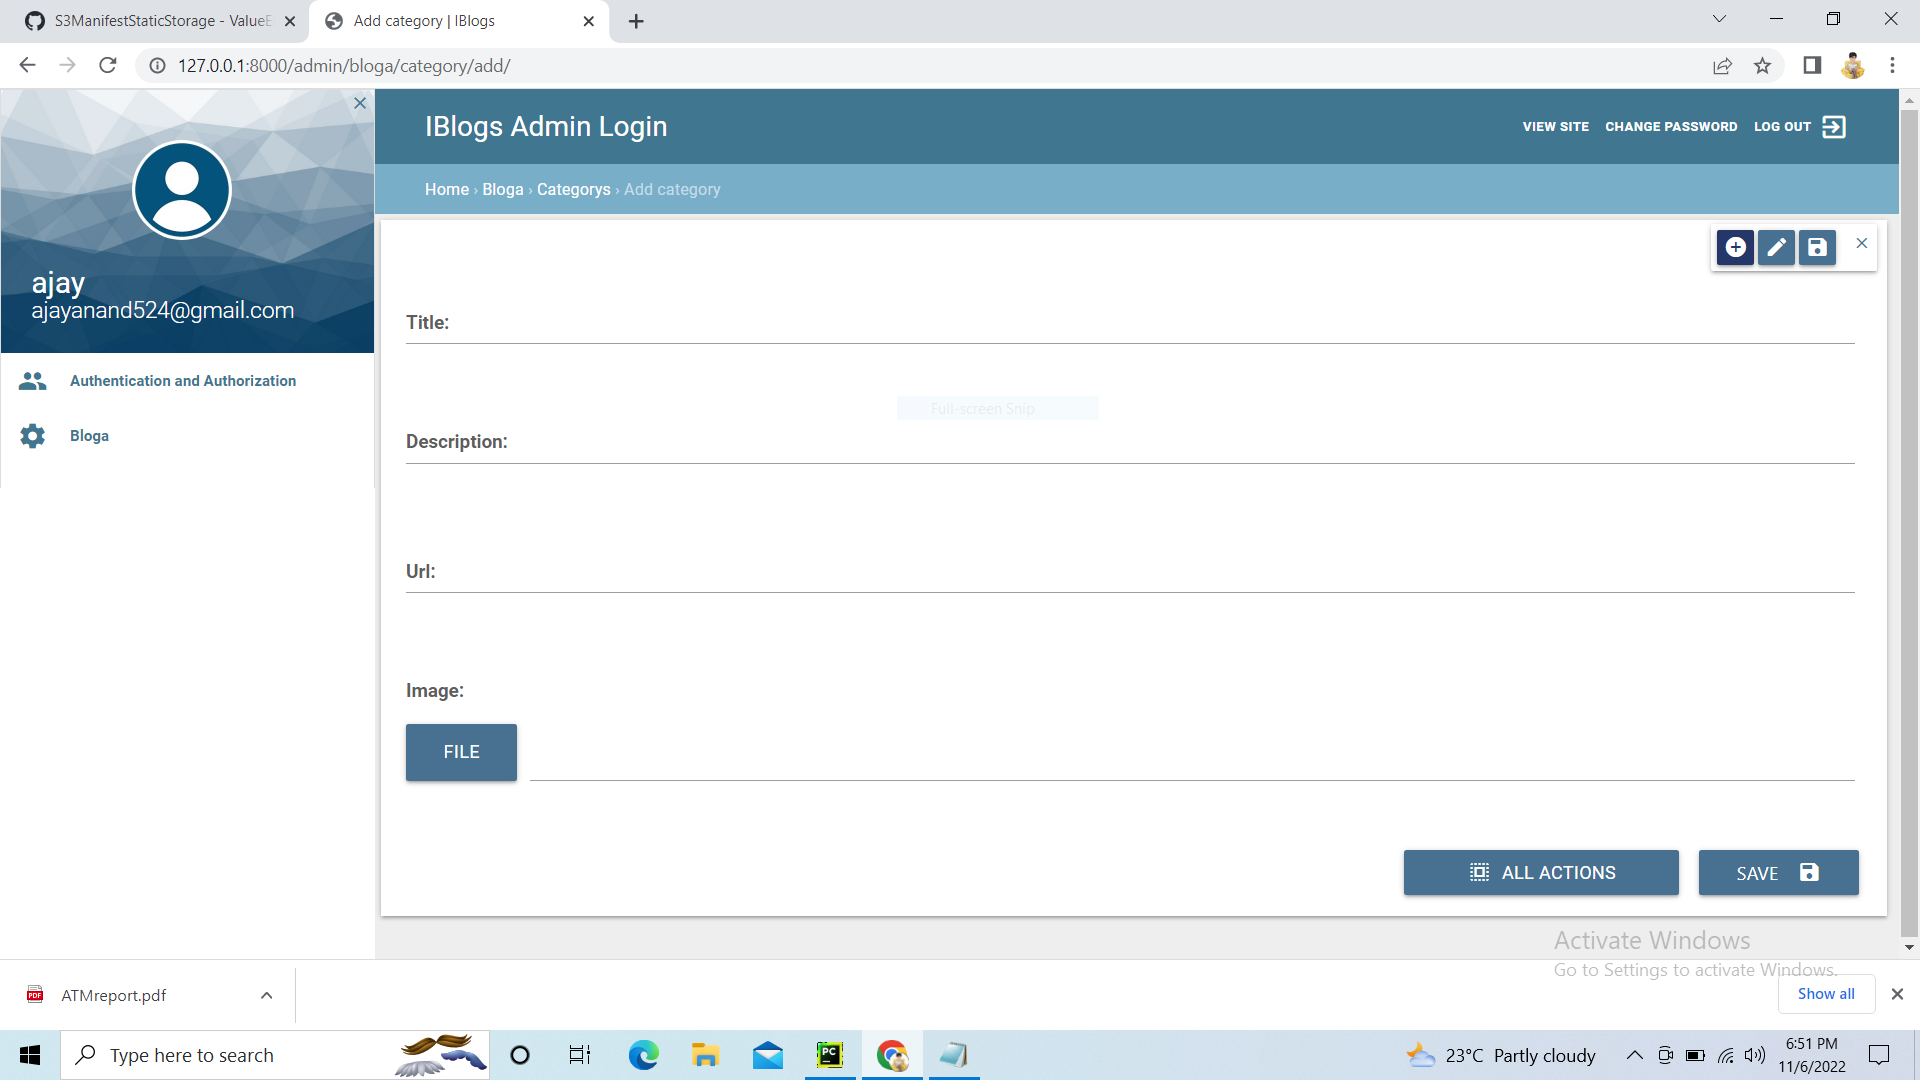 S3ManifestStaticStorage - ValueE
Add category | IBlogs
127.0.0.1:8000/admin/bloga/category/add/
IBlogs Admin Login
VIEW SITE CHANGE PASSWORD LOG OUT
Home › Bloga › Categorys › Add category
ajay
ajayanand524@gmail.com
Authentication and Authorization
Bloga
Title:
Full-screen Snip
Description:
Url:
Image:
FILE
ALL ACTIONS
SAVE
Activate Windows
Go to Settings to activate Windows.
PDF
ATMreport.pdf
Show all
Type here to search
PC
23°C Partly cloudy
6:51 PM
11/6/2022